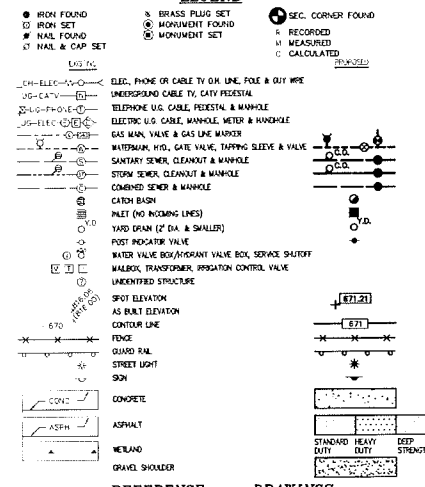 LEGEND
IRON FOUND
IRON SET
NAIL FOUND
NAIL & CAP SET
BRASS PLUG SET
MONUMENT FOUND
MONUMENT SET
SEC. CORNER FOUND
R RECORDED
M MEASURED
C CALCULATED
PROPOSED
ELEC, PHONE OR CABLE TV O.H. LINE, POLE & GUY WIRE
UNDERGROUND CABLE TV, CATV PEDESTAL
TELEPHONE U.G. CABLE, PEDESTAL & MANHOLE
ELECTRIC U.G. CABLE, MANHOLE, METER & HANDHOLE
GAS MAIN, VALVE & GAS LINE MARKER
WATERMAIN, HYD., GATE VALVE, TAPPING SLEEVE & VALVE
SANITARY SEWER, CLEANOUT & MANHOLE C.O.
STORM SEWER, CLEANOUT & MANHOLE C.O.
COMBINED SEWER & MANHOLE
CATCH BASIN
INLET (NO INCOMING LINES)
Y.D. YARD DRAIN (2' DIA. & SMALLER) Y.D.
POST INDICATOR VALVE
WATER VALVE BOX/HYDRANT VALVE BOX, SERVICE SHUTOFF
V T MAILBOX, TRANSFORMER, IRRIGATION CONTROL VALVE
? UNIDENTIFIED STRUCTURE
SPOT ELEVATION 671.21
AS BUILT ELEVATION
670 CONTOUR LINE 671
FENCE
GUARD RAIL
STREET LIGHT
SIGN
CONC CONCRETE
ASPH ASPHALT
STANDARD DUTY
HEAVY DUTY
DEEP STRENGTH
WETLAND
GRAVEL SHOULDER
REFERENCE DRAWINGS